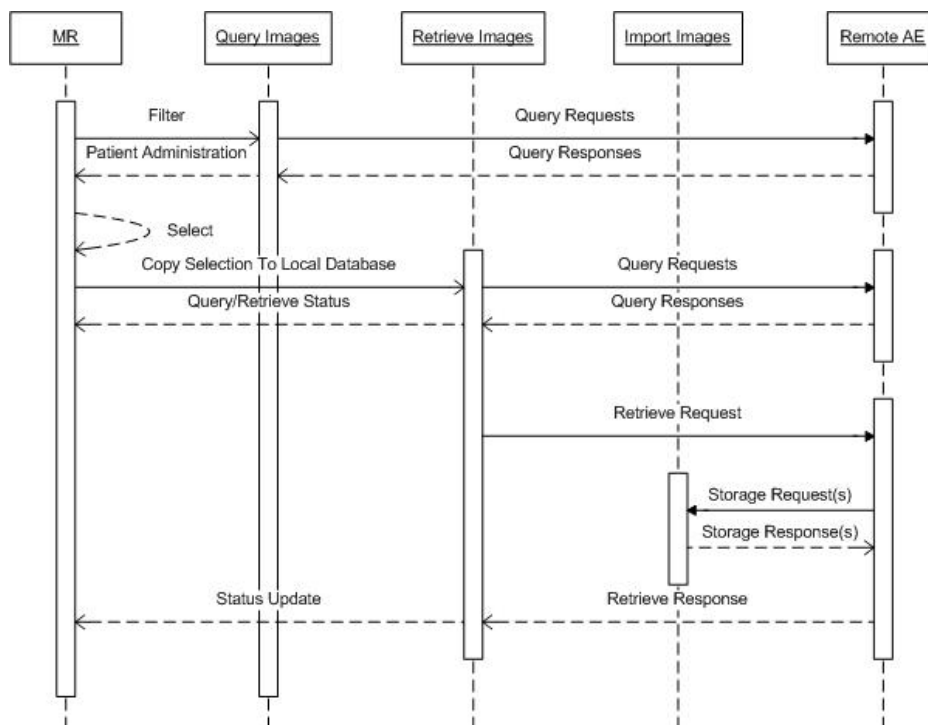 MR
Query Images
Retrieve Images
Import Images
Remote AE
Filter
Query Requests
Patient Administration
Query Responses
Select
Copy Selection To Local Database
Query Requests
Query/Retrieve Status
Query Responses
Retrieve Request
Storage Request(s)
Storage Response(s)
Status Update
Retrieve Response